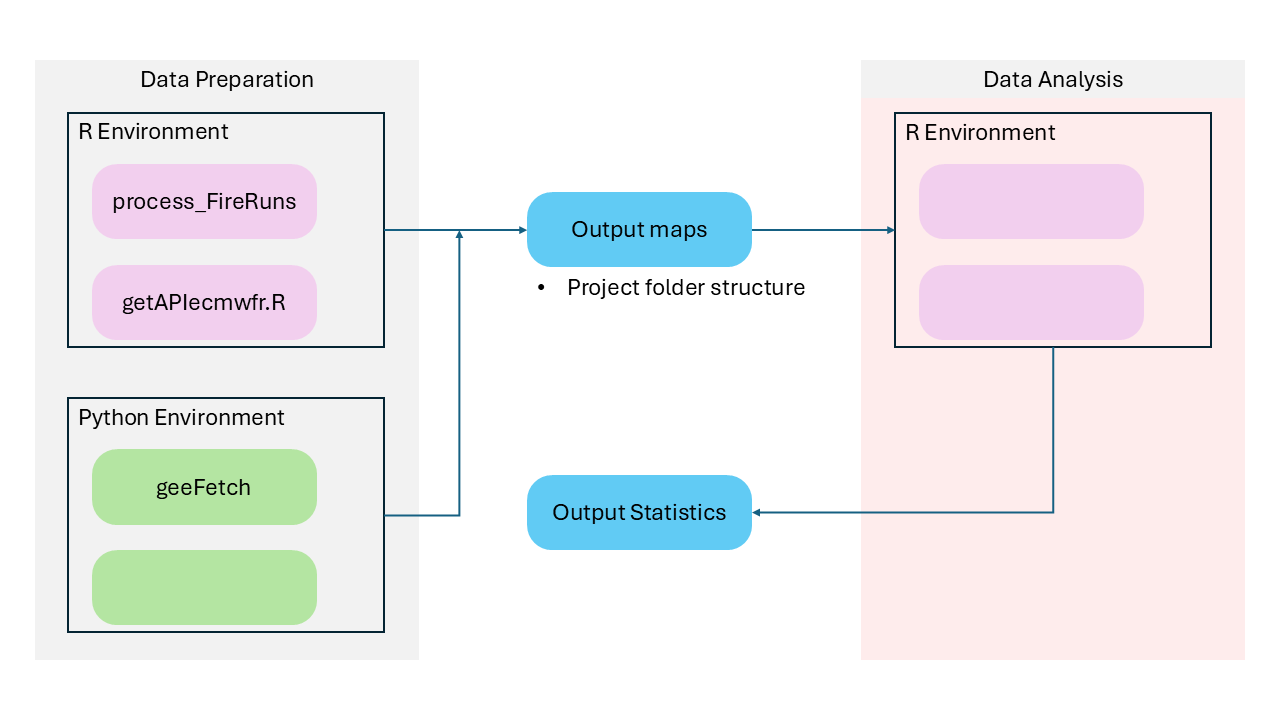 Data Preparation
R Environment
process_FireRuns
getAPIecmwfr.R
Python Environment
geeFetch
Output maps
• Project folder structure
Output Statistics
Data Analysis
R Environment